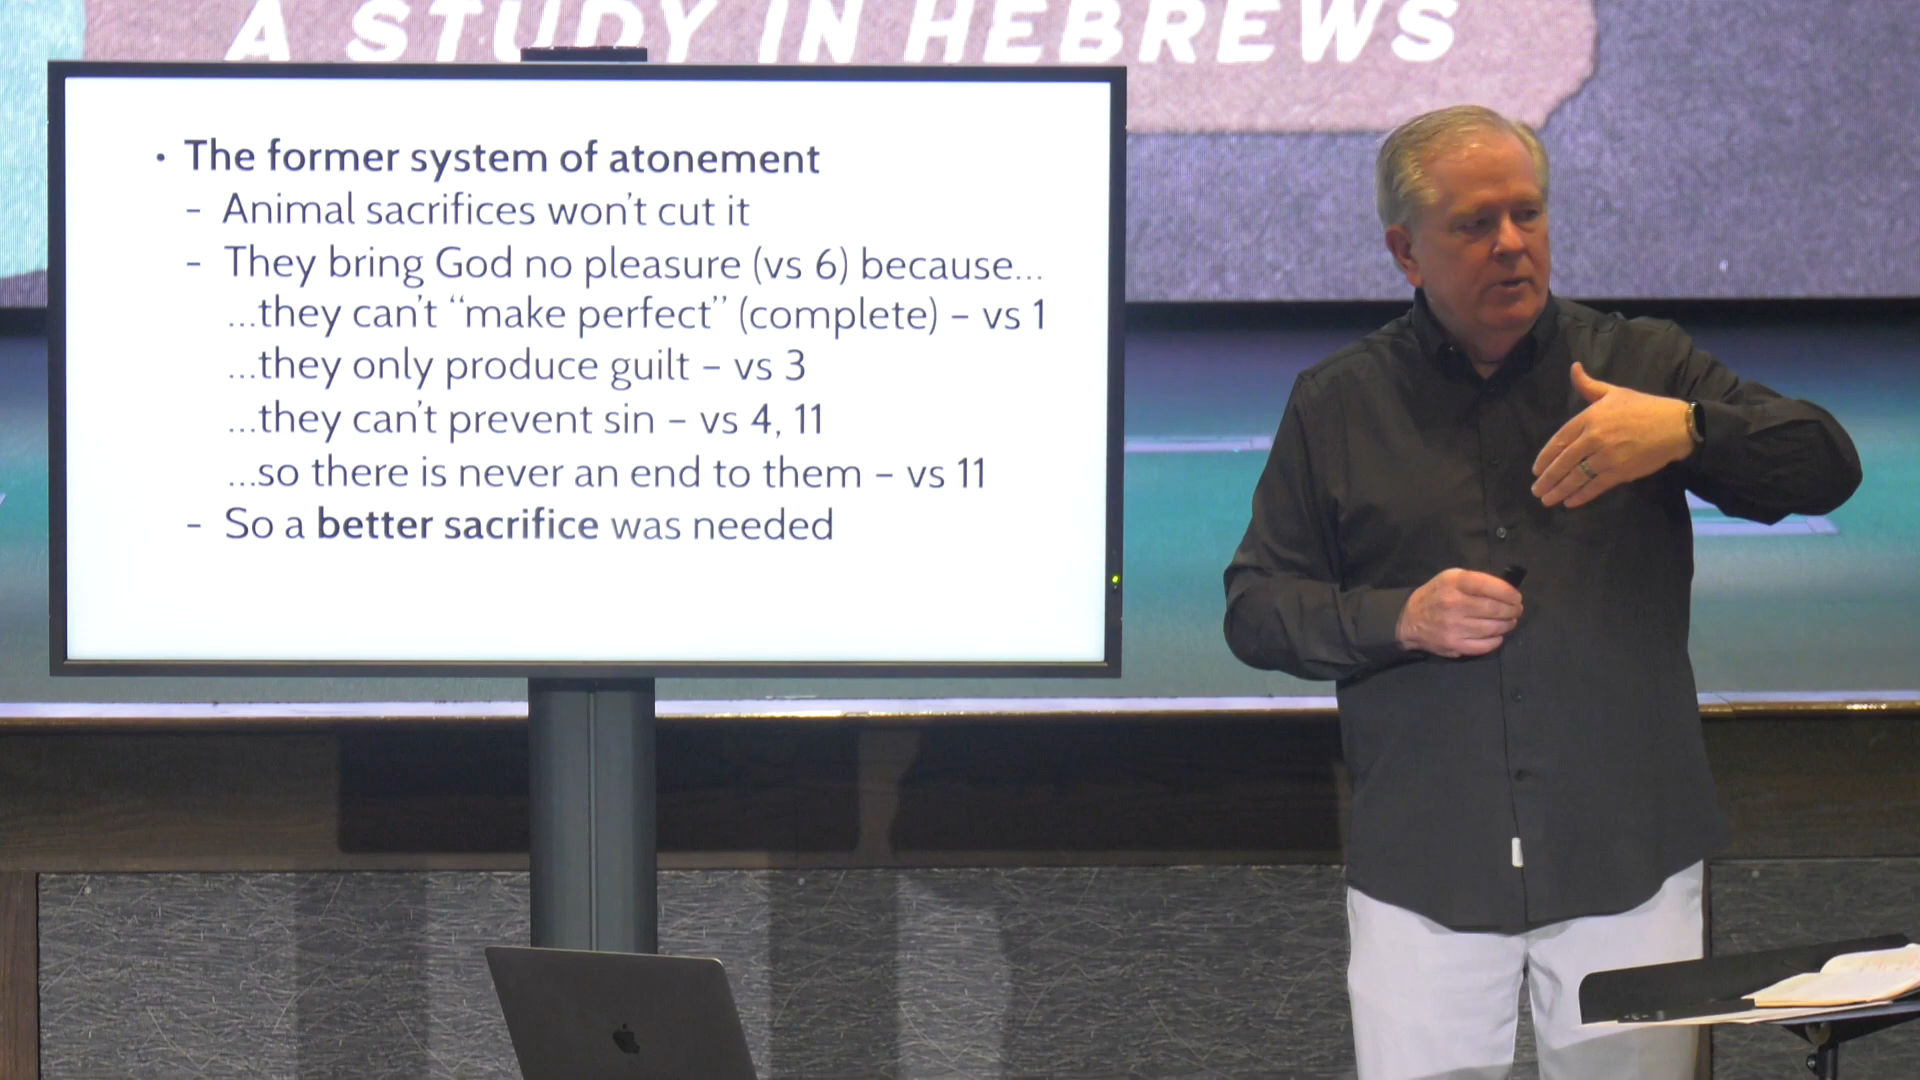 A STUDY IN HEBREWS
• The former system of atonement
– Animal sacrifices won’t cut it
– They bring God no pleasure (vs 6) because...
...they can’t “make perfect” (complete) – vs 1
...they only produce guilt – vs 3
...they can’t prevent sin – vs 4, 11
...so there is never an end to them – vs 11
– So a better sacrifice was needed